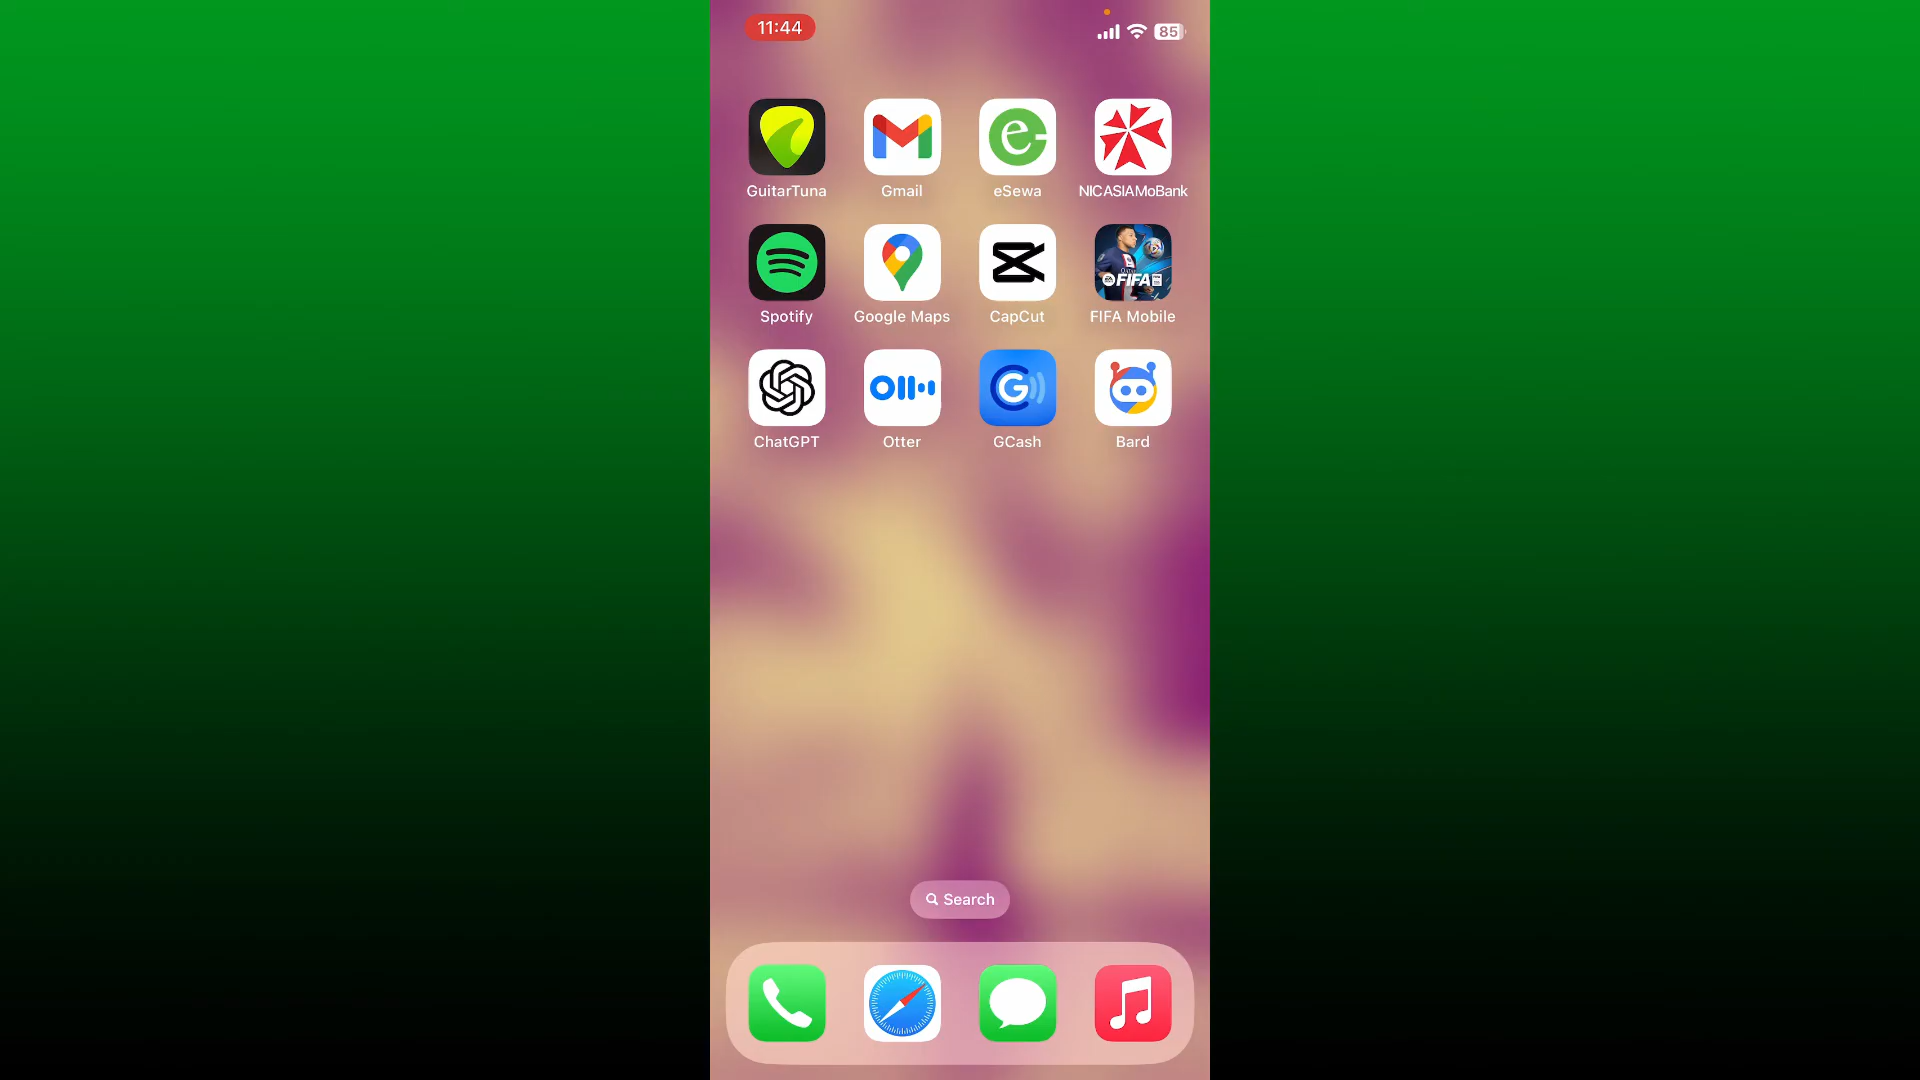 11:44
85
GuitarTuna Gmail eSewa NICASIAMoBank
FIFA
Spotify Google Maps CapCut FIFA Mobile
ChatGPT Otter GCash Bard
Search